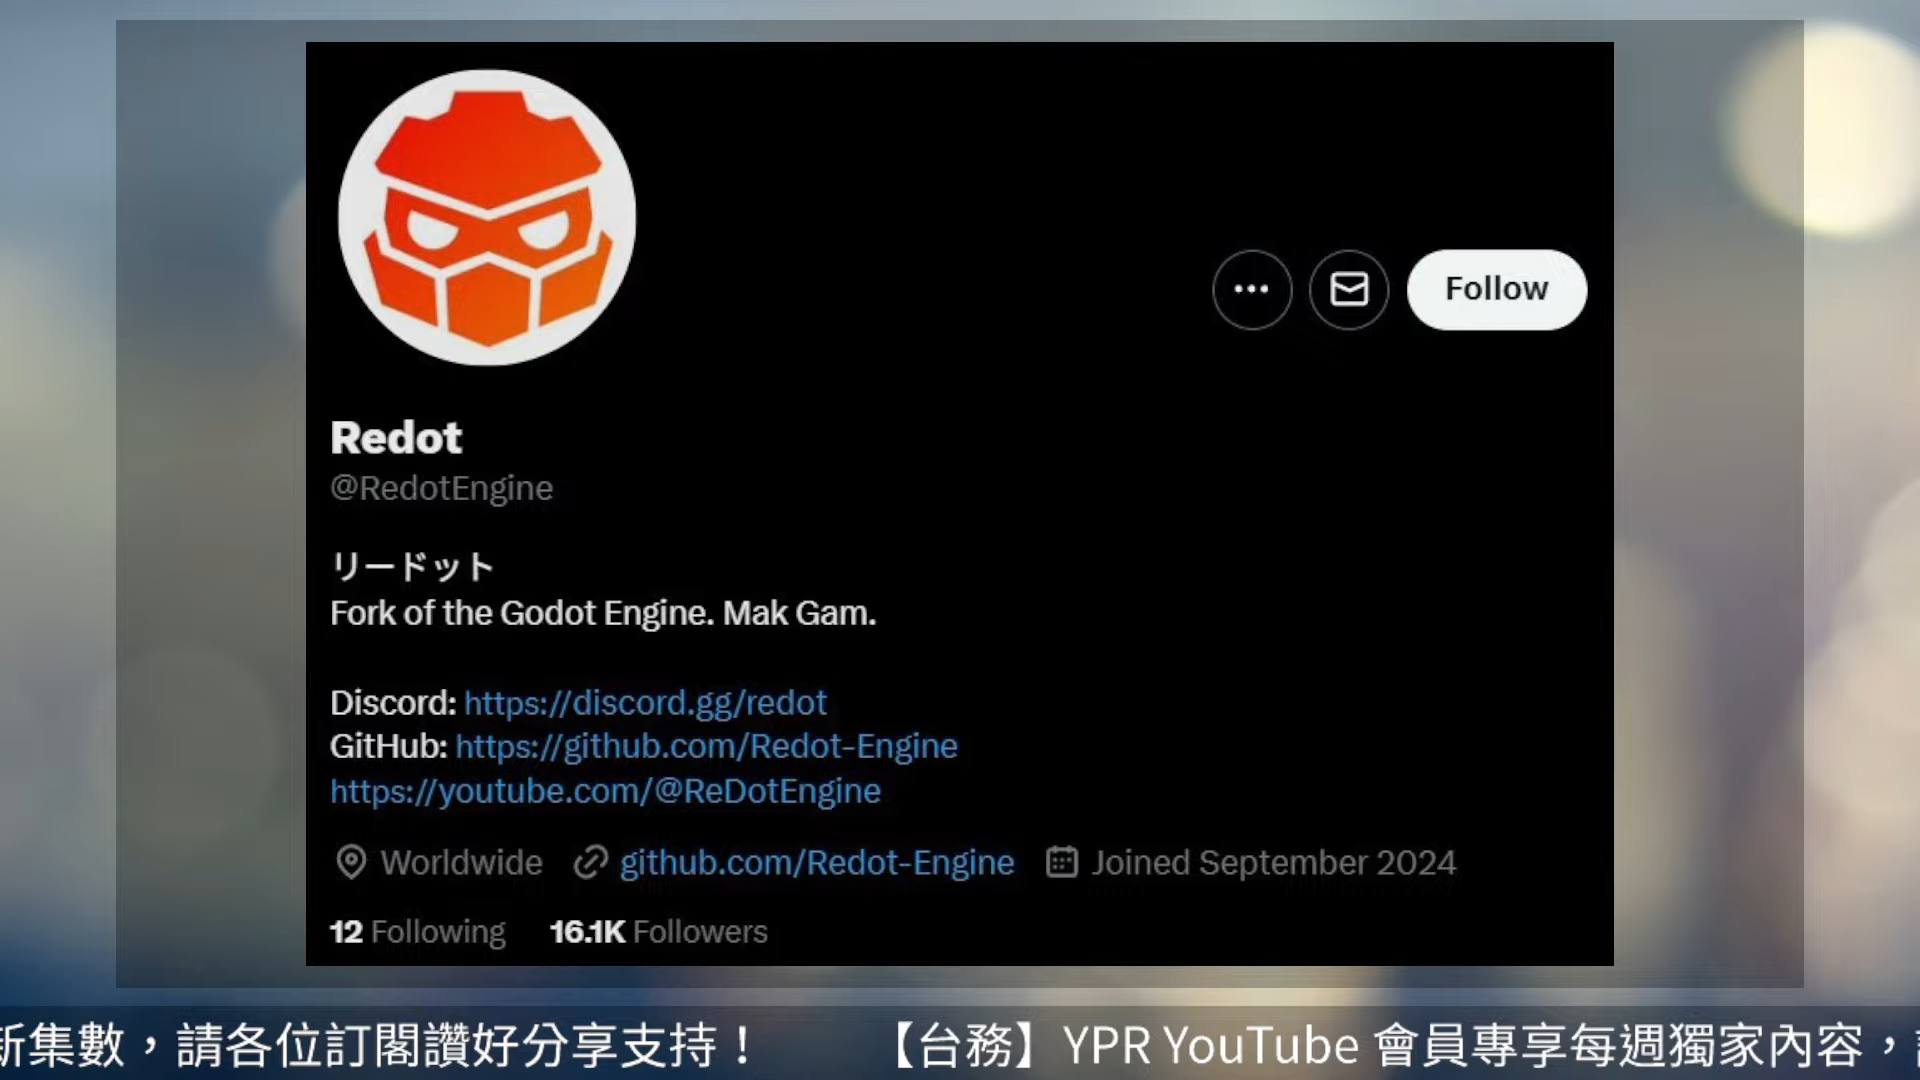 Follow
Redot
@RedotEngine
リードット
Fork of the Godot Engine. Mak Gam.
Discord: https://discord.gg/redot
GitHub: https://github.com/Redot-Engine
https://youtube.com/@ReDotEngine
Worldwide github.com/Redot-Engine Joined September 2024
12 Following 16.1K Followers
新集數，請各位訂閱讚好分享支持！ 【台務】YPR YouTube 會員專享每週獨家內容，